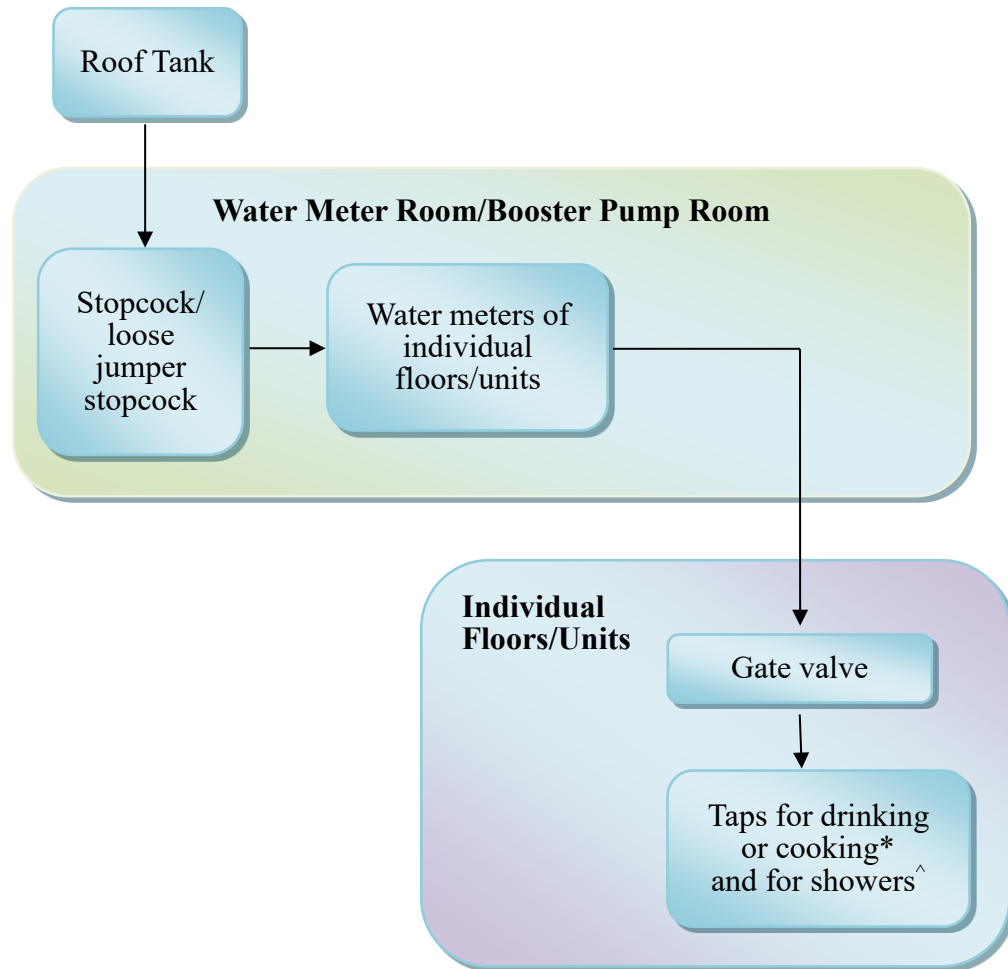 Roof Tank
Water Meter Room/Booster Pump Room
Stopcock/
loose
jumper
stopcock
Water meters of
individual
floors/units
Individual
Floors/Units
Gate valve
Taps for drinking
or cooking*
and for showers^